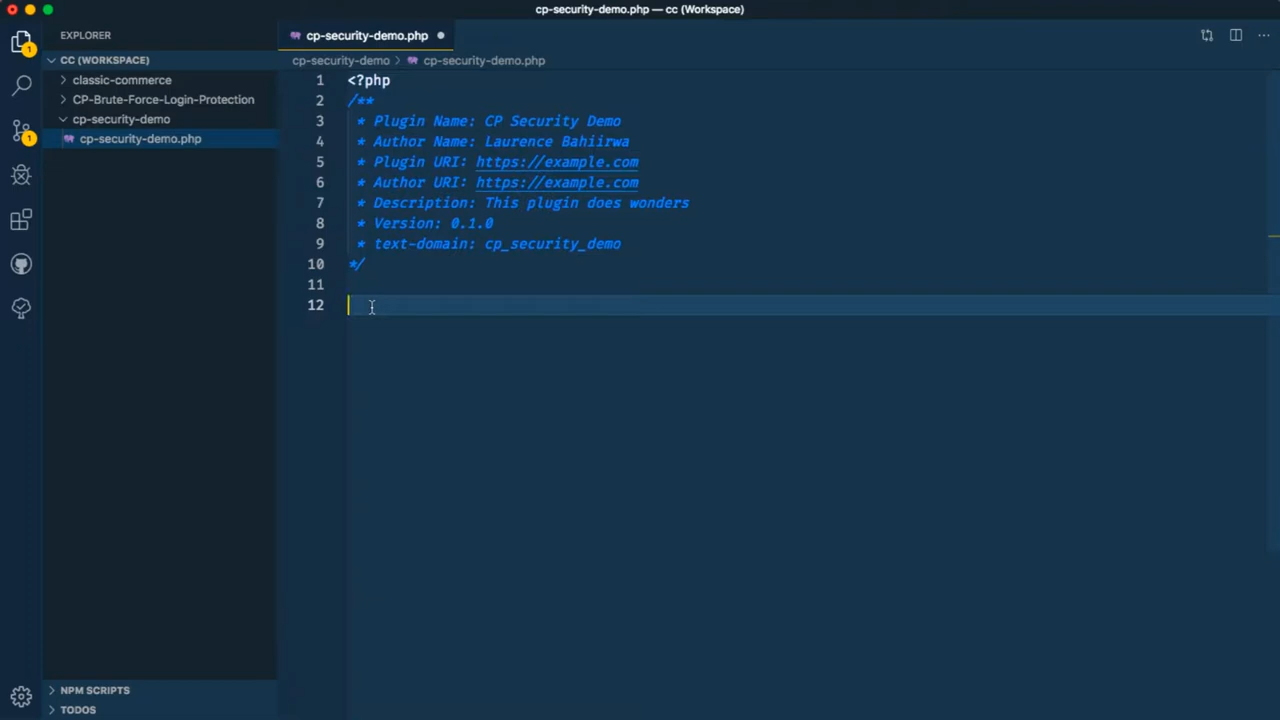 cp-security-demo.php — cc (Workspace)
EXPLORER
CC (WORKSPACE)
classic-commerce
CP-Brute-Force-Login-Protection
cp-security-demo
cp-security-demo.php
NPM SCRIPTS
TODOS
1
1
cp-security-demo.php
cp-security-demo > cp-security-demo.php
1 <?php
2 /**
3 * Plugin Name: CP Security Demo
4 * Author Name: Laurence Bahiirwa
5 * Plugin URI: https://example.com
6 * Author URI: https://example.com
7 * Description: This plugin does wonders
8 * Version: 0.1.0
9 * text-domain: cp_security_demo
10 */
11
12